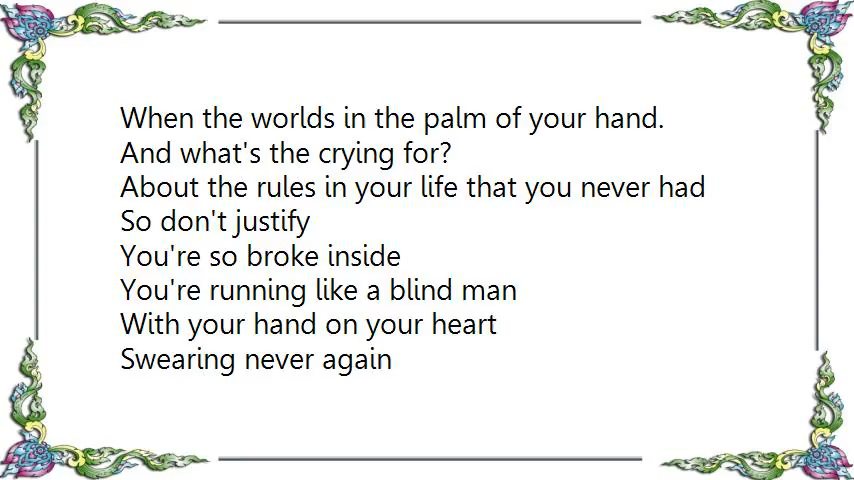 When the worlds in the palm of your hand.
And what's the crying for?
About the rules in your life that you never had
So don't justify
You're so broke inside
You're running like a blind man
With your hand on your heart
Swearing never again